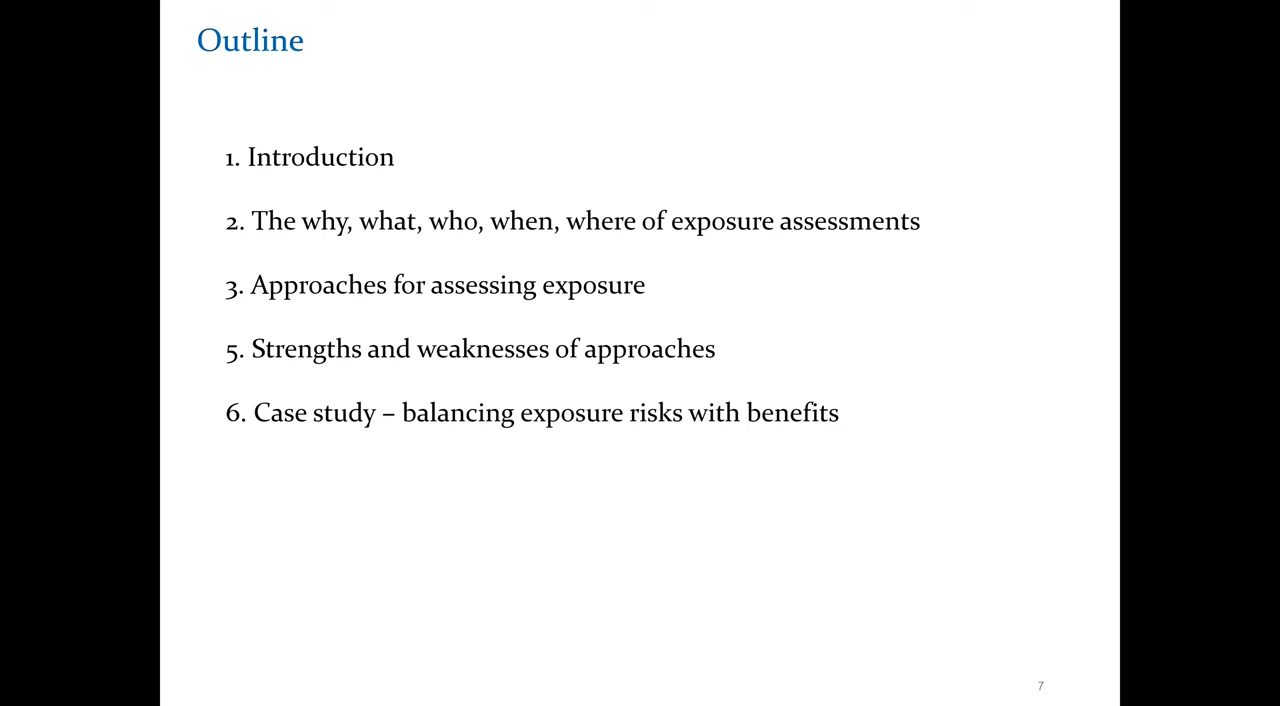 Outline
1. Introduction
2. The why, what, who, when, where of exposure assessments
3. Approaches for assessing exposure
5. Strengths and weaknesses of approaches
6. Case study – balancing exposure risks with benefits
7